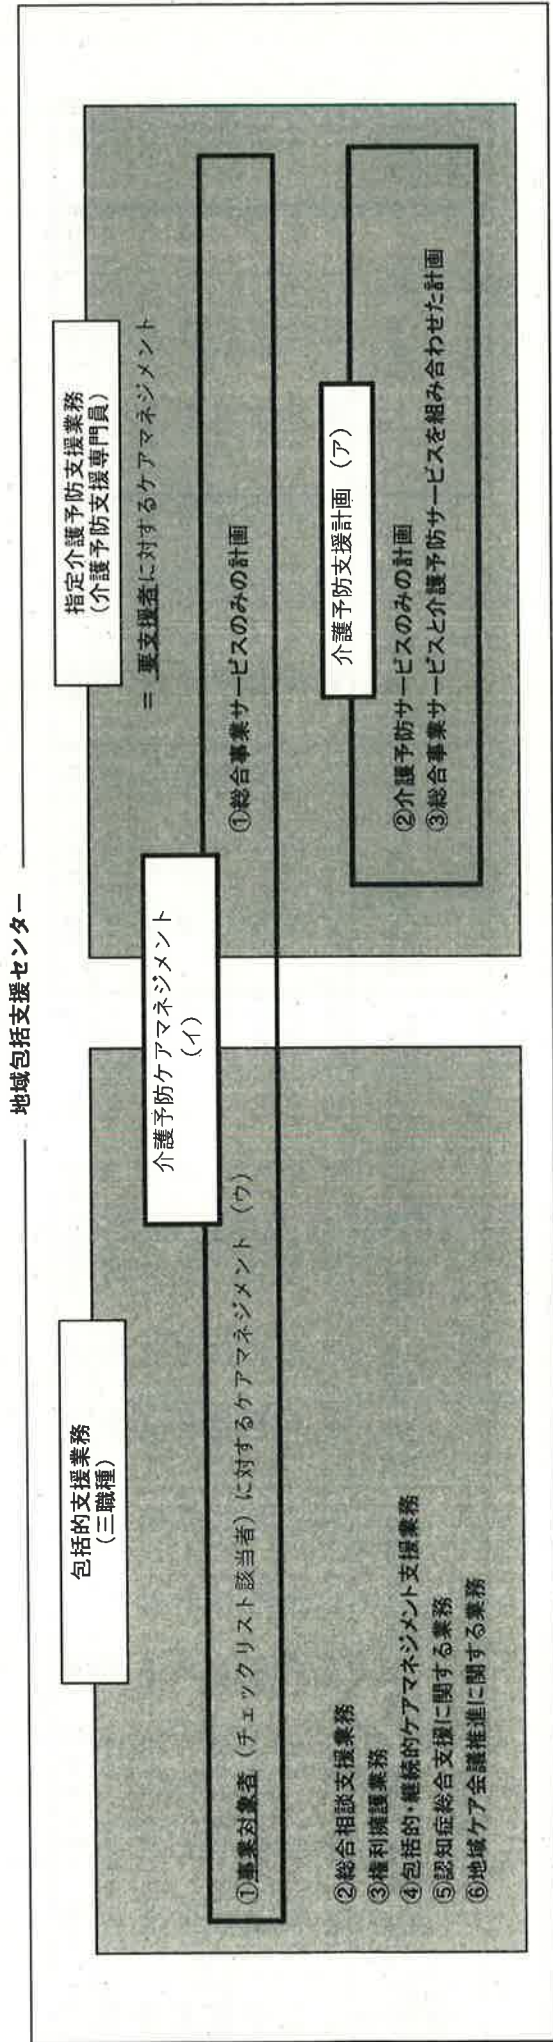 地域包括支援センター
包括的支援業務
(三職種)
介護予防ケアマネジメント
(イ)
①事業対象者（チェックリスト該当者）に対するケアマネジメント（ウ）
②総合相談支援業務
③権利擁護業務
④包括的・継続的ケアマネジメント支援業務
⑤認知症総合支援に関する業務
⑥地域ケア会議推進に関する業務
指定介護予防支援業務
（介護予防支援専門員）
＝要支援者に対するケアマネジメント
①総合事業サービスのみの計画
介護予防支援計画（ア）
②介護予防サービスのみの計画
③総合事業サービスと介護予防サービスを組み合わせた計画